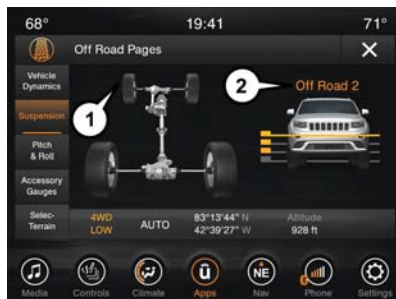 68° 19:41 71°
Off Road Pages X
Vehicle Dynamics
Suspension
Pitch & Roll
Accessory Gauges
Selec-Terrain
1
2
Off Road 2
4WD LOW
AUTO
83°13'44" N
42°39'27" W
Altitude
928 ft
Media Controls Climate Apps Nav Phone Settings
û
NE